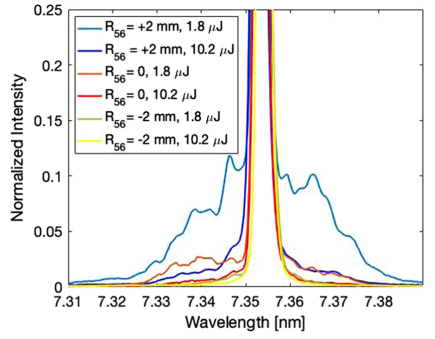 0.25
0.2
0.15
0.1
0.05
0
Normalized Intensity
R56= +2 mm, 1.8 μJ
R56 = +2 mm, 10.2 μJ
R56= 0, 1.8 μJ
R56= 0, 10.2 μJ
R56= -2 mm, 1.8 μJ
R56= -2 mm, 10.2 μJ
7.31 7.32 7.33 7.34 7.35 7.36 7.37 7.38
Wavelength [nm]